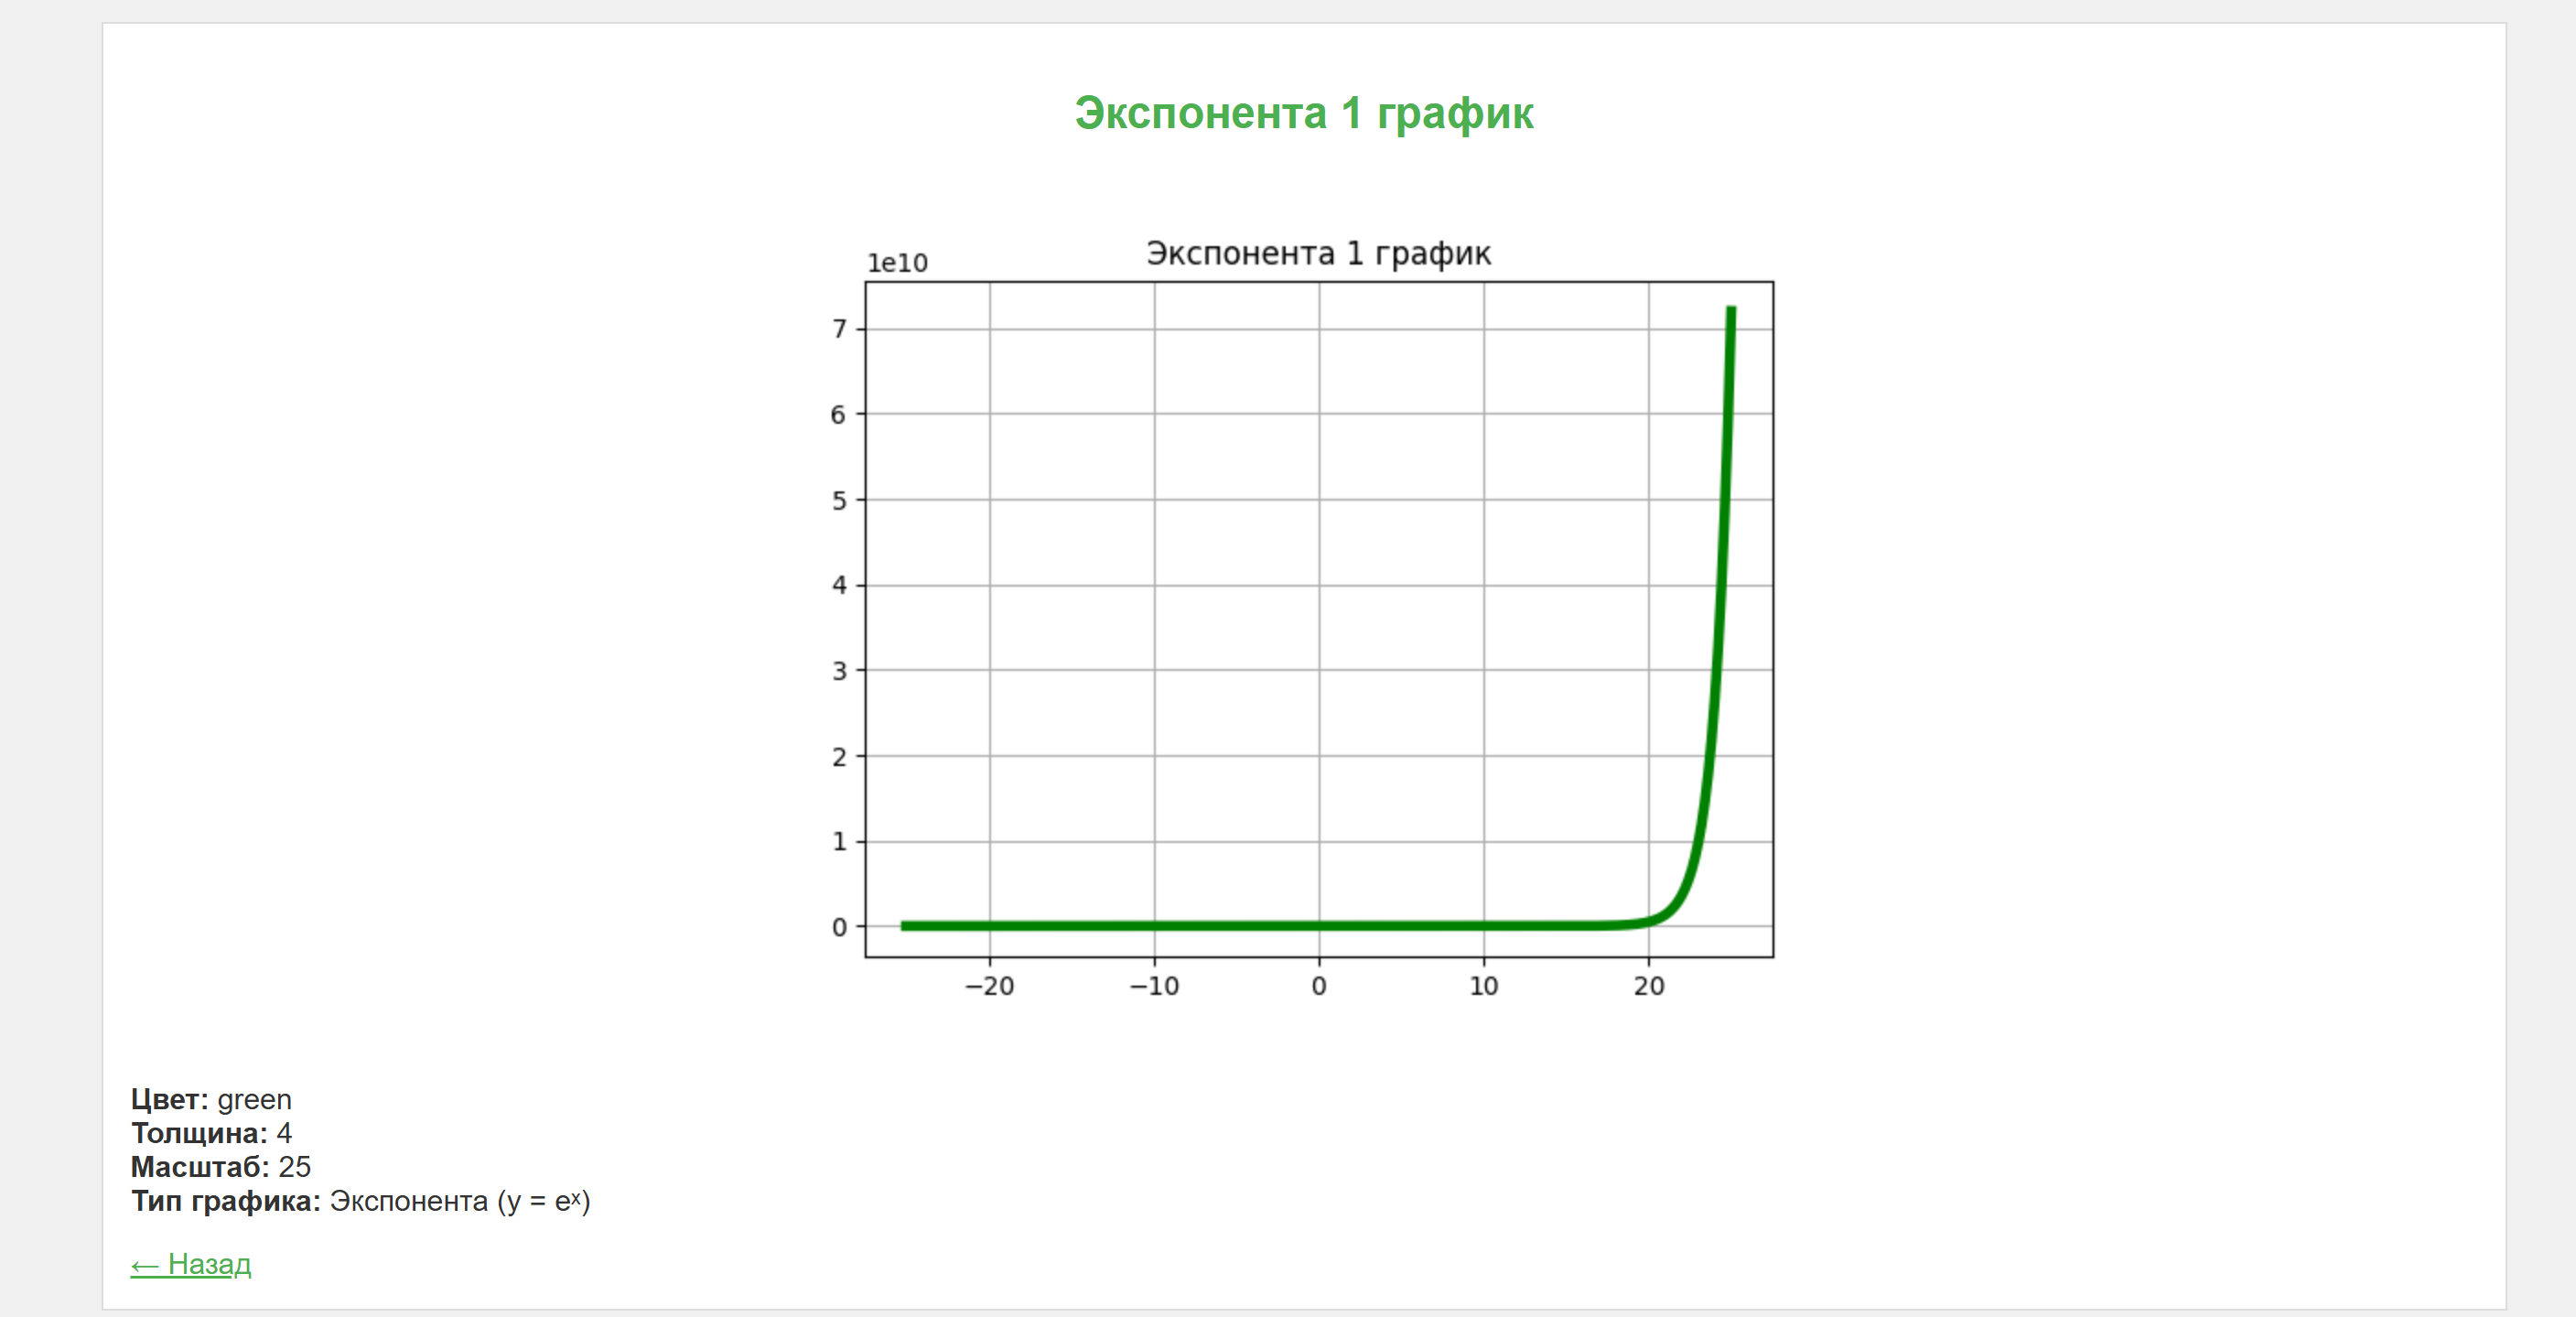 Экспонента 1 график
Экспонента 1 график
1e10
7
6
5
4
3
2
1
0
−20 −10 0 10 20
Цвет: green
Толщина: 4
Масштаб: 25
Тип графика: Экспонента (y = eˣ)
← Назад